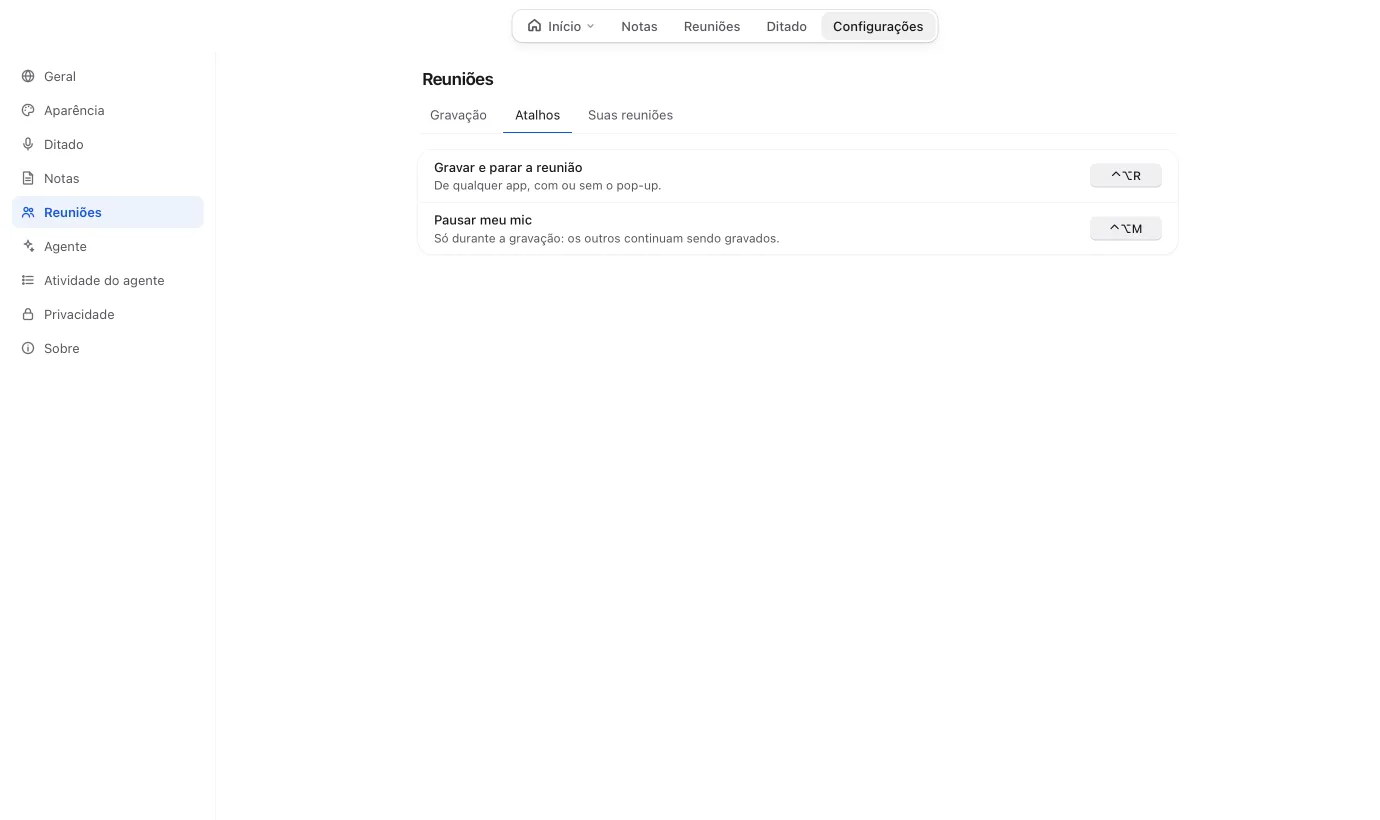 Início
Notas
Reuniões
Ditado
Configurações
Geral
Aparência
Ditado
Notas
Reuniões
Agente
Atividade do agente
Privacidade
Sobre
Reuniões
Gravação
Atalhos
Suas reuniões
Gravar e parar a reunião
De qualquer app, com ou sem o pop-up.
⌃⌥R
Pausar meu mic
Só durante a gravação: os outros continuam sendo gravados.
⌃⌥M